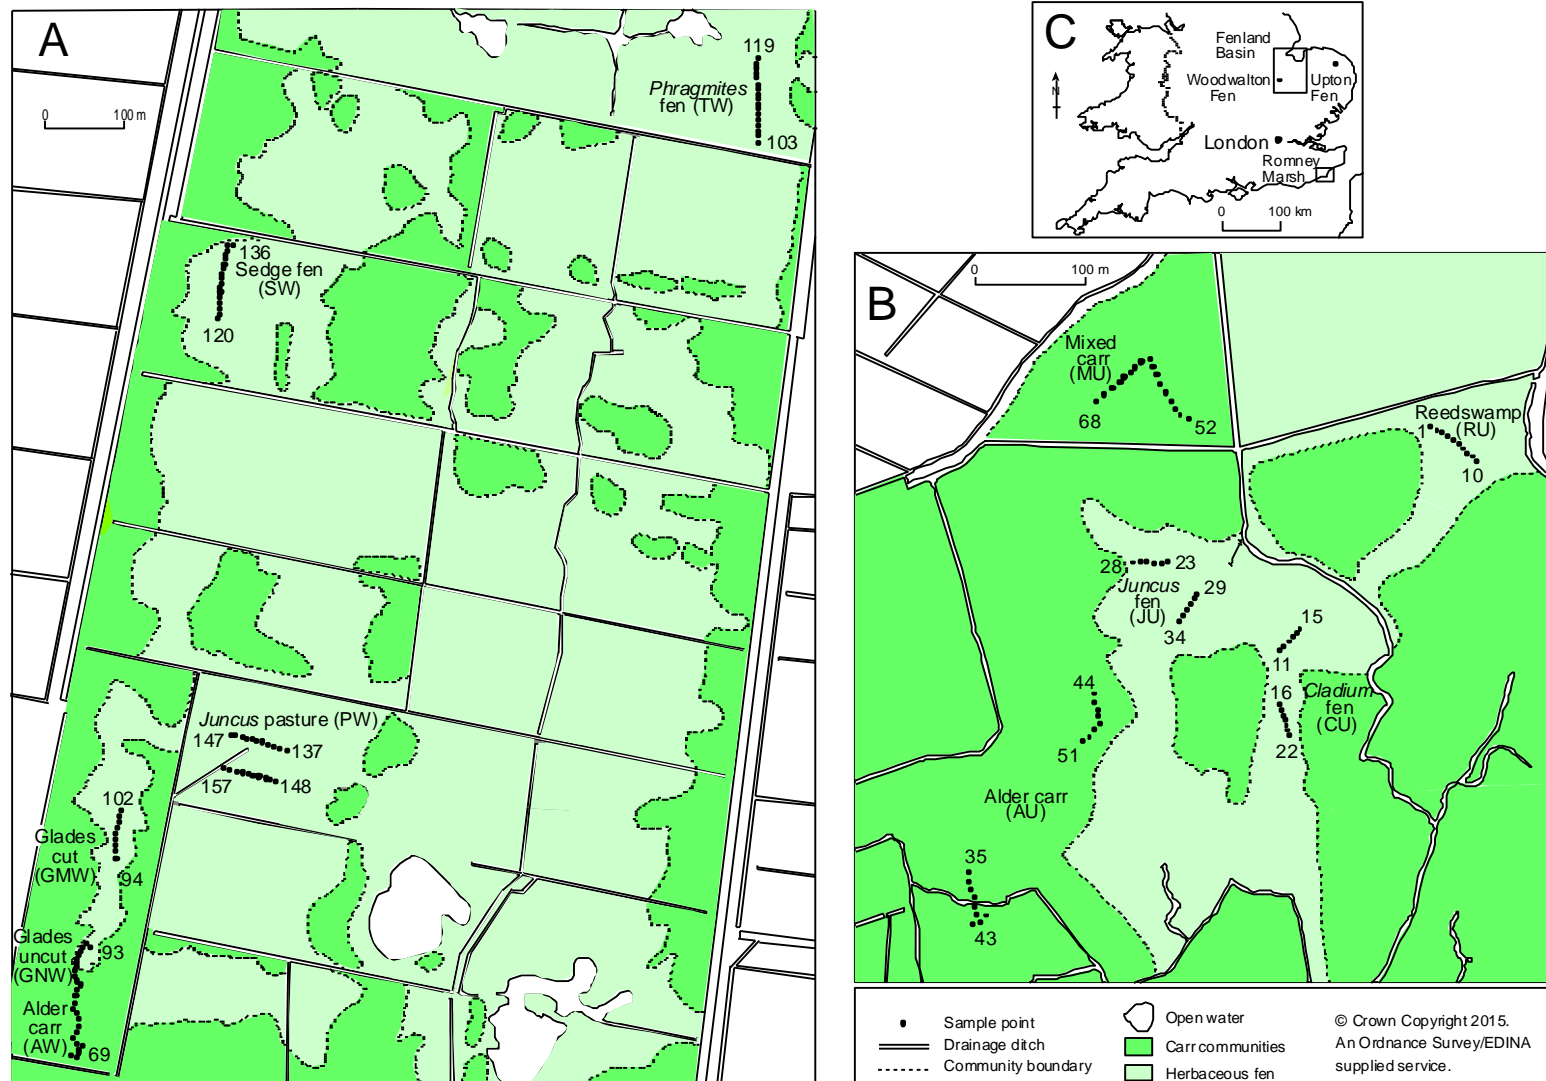 A
0 100 m
119
Phragmites
fen (TW)
103
136
Sedge fen
(SW)
120
Juncus pasture (PW)
147
137
157
148
102
Glades
cut
(GMW)
94
Glades
uncut
(GNW)
93
Alder
carr
(AW)
69
C
N
Fenland
Basin
Woodwalton
Fen
Upton
Fen
London
Romney
Marsh
0 100 km
B
0 100 m
Mixed
carr
(MU)
68
52
Reedswamp
(RU)
1
10
28
23
Juncus
fen
(JU)
29
34
15
11
16
Cladium
fen
(CU)
22
44
51
Alder carr
(AU)
35
43
Sample point
Drainage ditch
Community boundary
Open water
Carr communities
Herbaceous fen
© Crown Copyright 2015.
An Ordnance Survey/EDINA
supplied service.